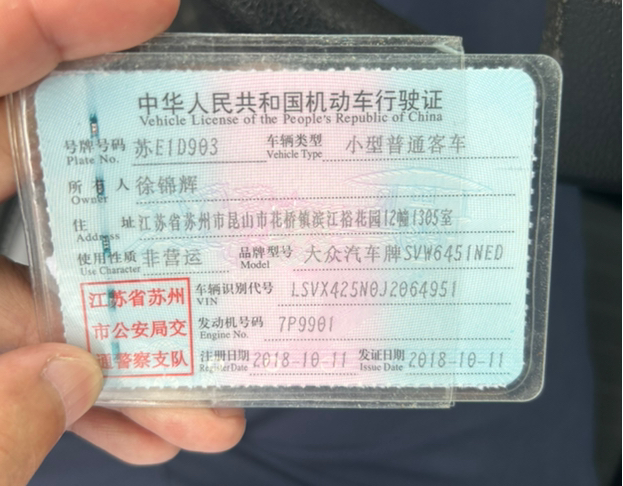 中华人民共和国机动车行驶证
Vehicle License of the People's Republic of China
号牌号码 苏E1D903 车辆类型 小型普通客车
Plate No. Vehicle Type
所有人 徐锦辉
Owner
住址 江苏省苏州市昆山市花桥镇滨江裕花园12幢1305室
Address
使用性质 非营运 品牌型号 大众汽车牌SVW6451NED
Use Character Model
江苏省苏州
市公安局交
通警察支队
车辆识别代号 LSVX425N0J2064951
VIN
发动机号码 7P9901
Engine No.
注册日期 2018-10-11 发证日期 2018-10-11
Register Date Issue Date